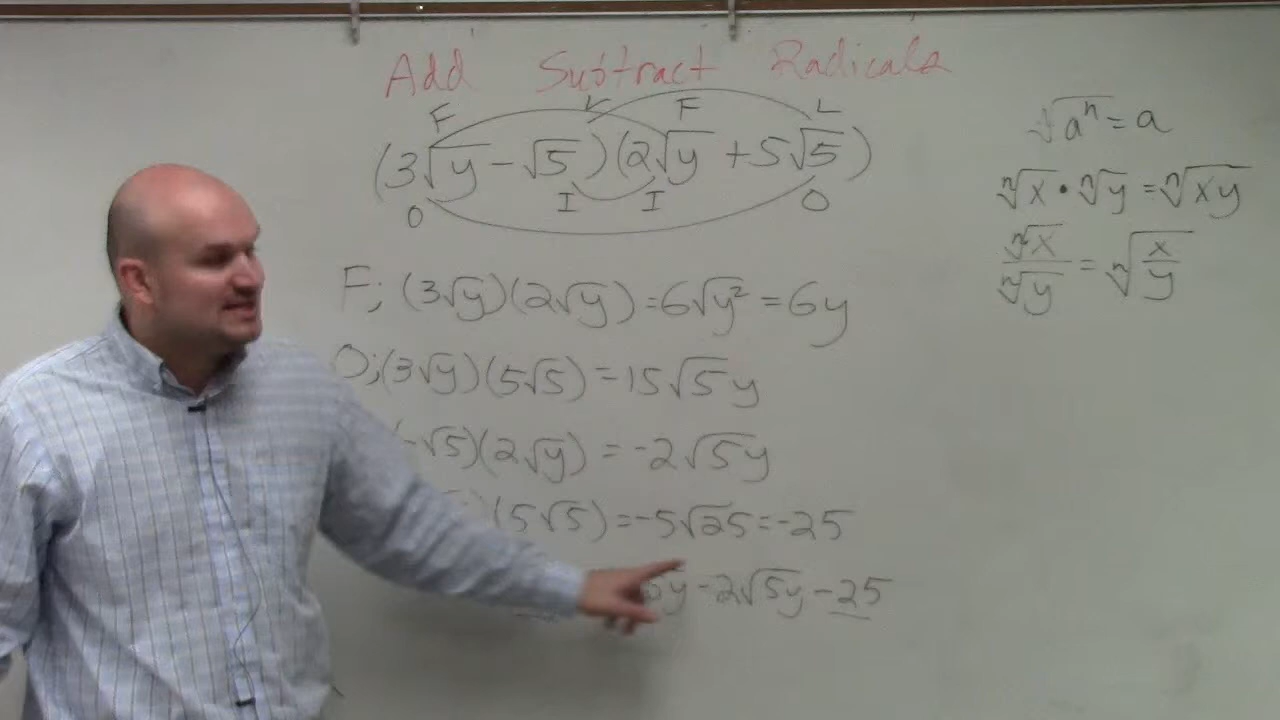 Add Subtract Radicals
F L F L
(3√y - √5)(2√y + 5√5)
O I I O
F; (3√y)(2√y) = 6√y² = 6y
O; (3√y)(5√5) = 15√5y
-√5)(2√y) = -2√5y
(5√5) = -5√25 = -25
5y - 2√5y - 25
ⁿ√aⁿ = a
ⁿ√x · ⁿ√y = ⁿ√xy
ⁿ√x / ⁿ√y = ⁿ√x/y